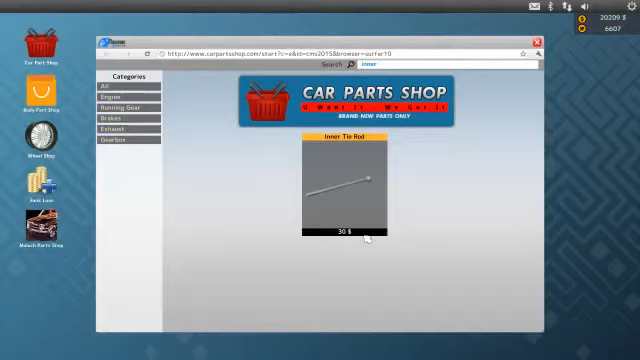 20209 $
6607
Car Part Shop
Body Part Shop
Wheel Shop
Bank Loan
Maluch Parts Shop
http://www.carpartsshop.com/start?c=e&id=cms2015&browser=surfer10
Search
inner
Categories
All
Engine
Running Gear
Brakes
Exhaust
Gearbox
CAR PARTS SHOP
U Want It - We Got It
BRAND NEW PARTS ONLY
Inner Tie Rod
30 $